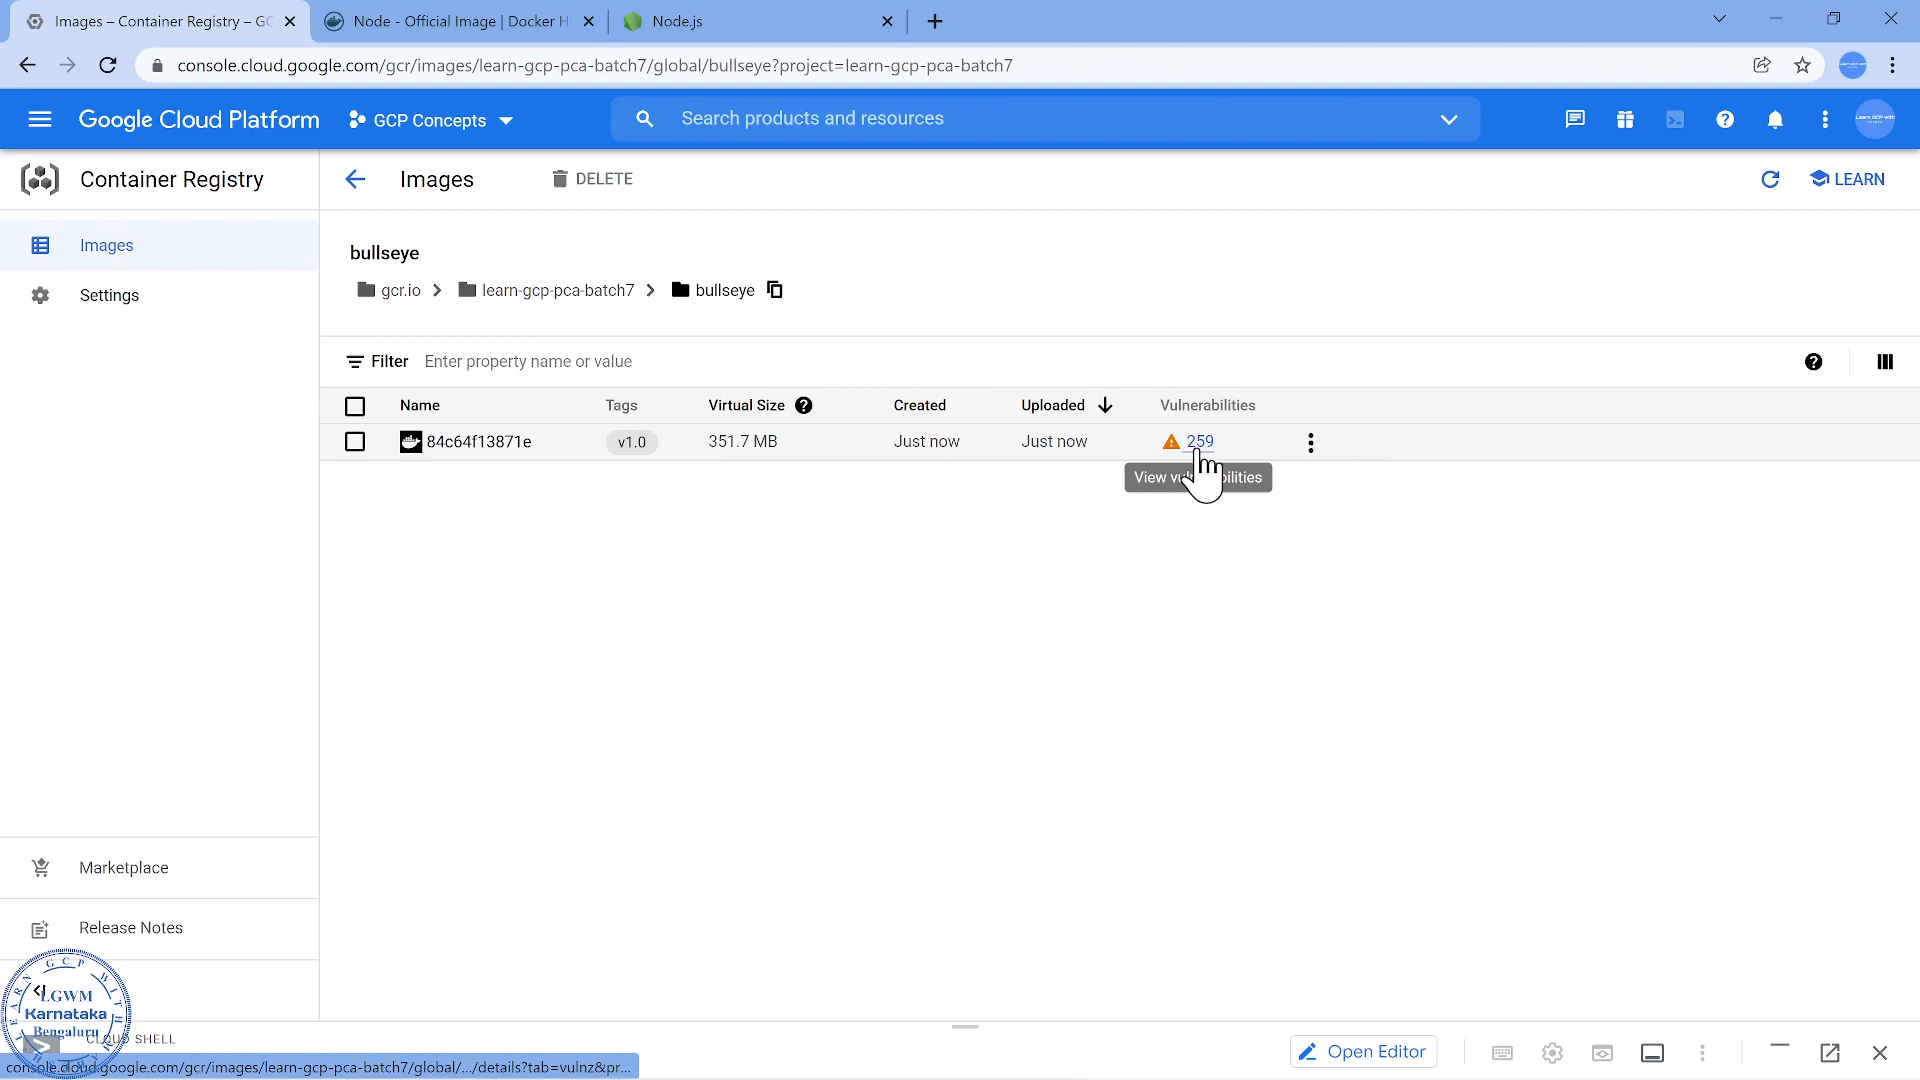 Images – Container Registry – GC
Node - Official Image | Docker H
Node.js
console.cloud.google.com/gcr/images/learn-gcp-pca-batch7/global/bullseye?project=learn-gcp-pca-batch7
Google Cloud Platform
GCP Concepts
Search products and resources
Container Registry
Images
DELETE
LEARN
Images
Settings
bullseye
gcr.io
learn-gcp-pca-batch7
bullseye
Filter Enter property name or value
Name Tags Virtual Size Created Uploaded Vulnerabilities
84c64f13871e v1.0 351.7 MB Just now Just now 259
View vu bilities
Marketplace
Release Notes
LGWM
Karnataka
Bengaluru
CLOUD SHELL
Open Editor
console.cloud.google.com/gcr/images/learn-gcp-pca-batch7/global/.../details?tab=vulnz&pr...